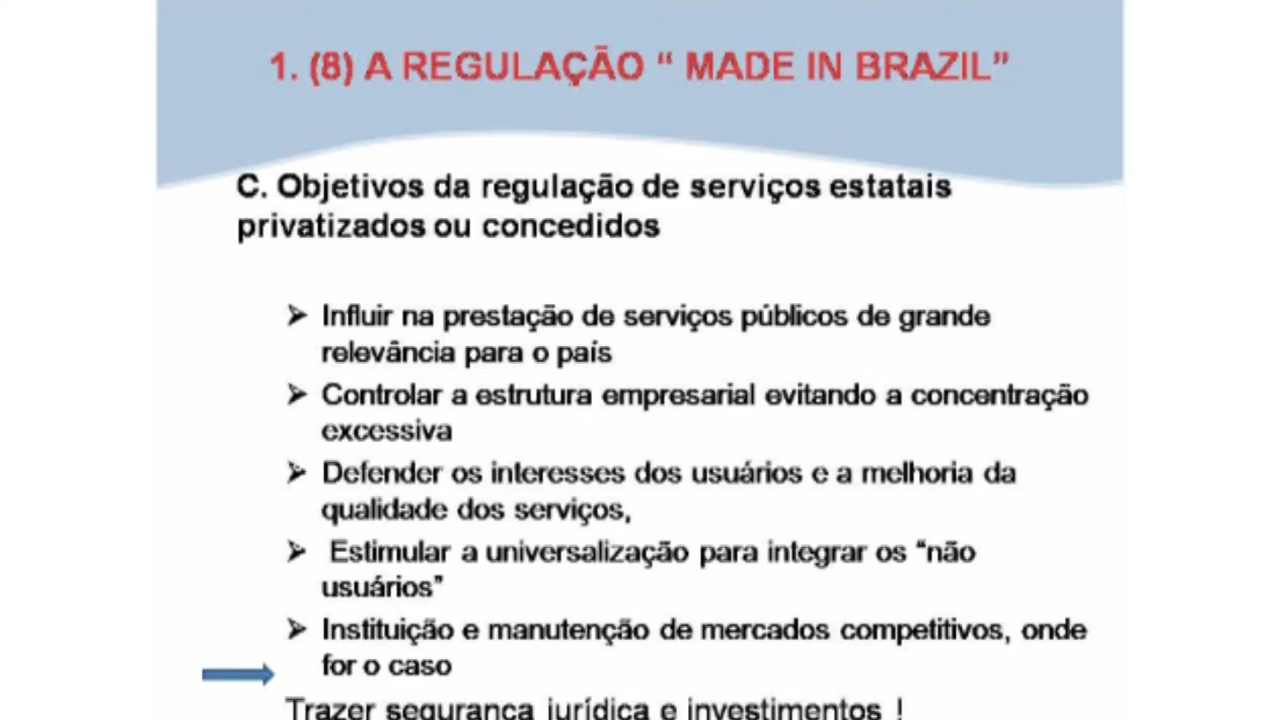 1. (8) A REGULAÇÃO “ MADE IN BRAZIL”
C. Objetivos da regulação de serviços estatais
privatizados ou concedidos
➢ Influir na prestação de serviços públicos de grande
relevância para o país
➢ Controlar a estrutura empresarial evitando a concentração
excessiva
➢ Defender os interesses dos usuários e a melhoria da
qualidade dos serviços,
➢ Estimular a universalização para integrar os “não
usuários”
➢ Instituição e manutenção de mercados competitivos, onde
for o caso
Trazer segurança jurídica e investimentos !